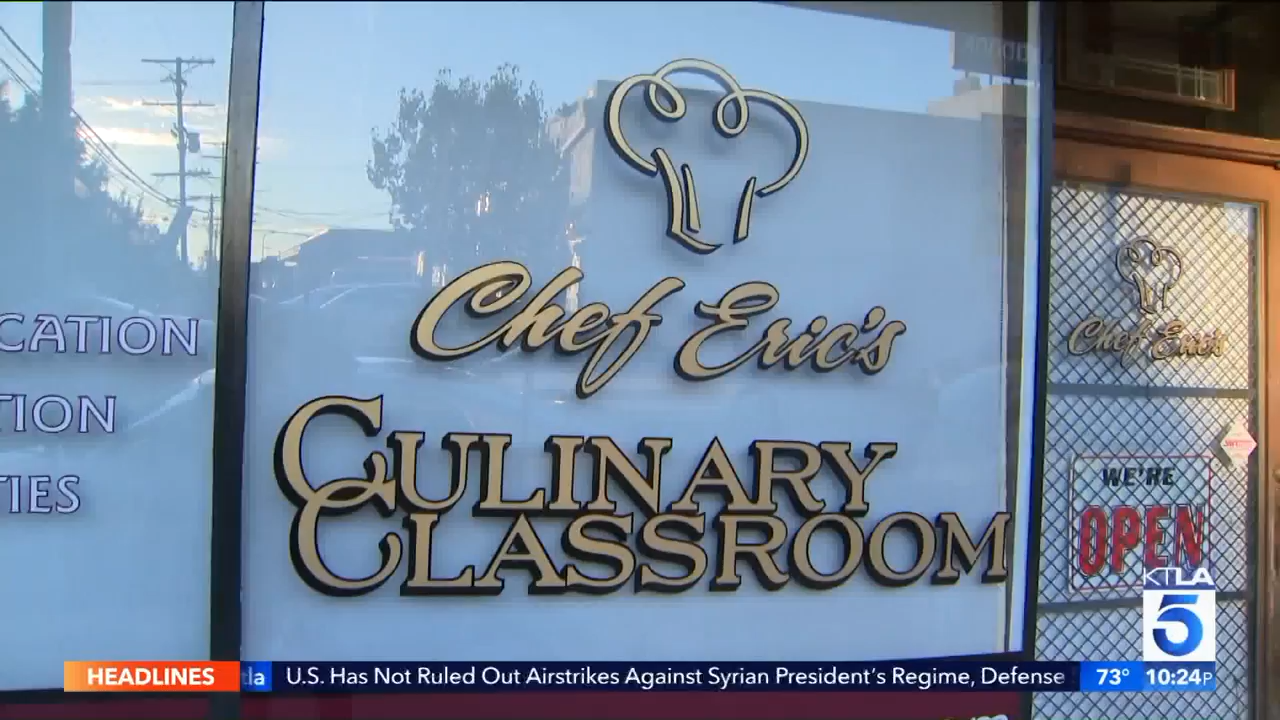 CATION
TION
TIES
Chef Eric's
CULINARY
CLASSROOM
Chef Eric's
WE'RE
OPEN
KTLA
5
HEADLINES
tla
U.S. Has Not Ruled Out Airstrikes Against Syrian President's Regime, Defense
73° 10:24P